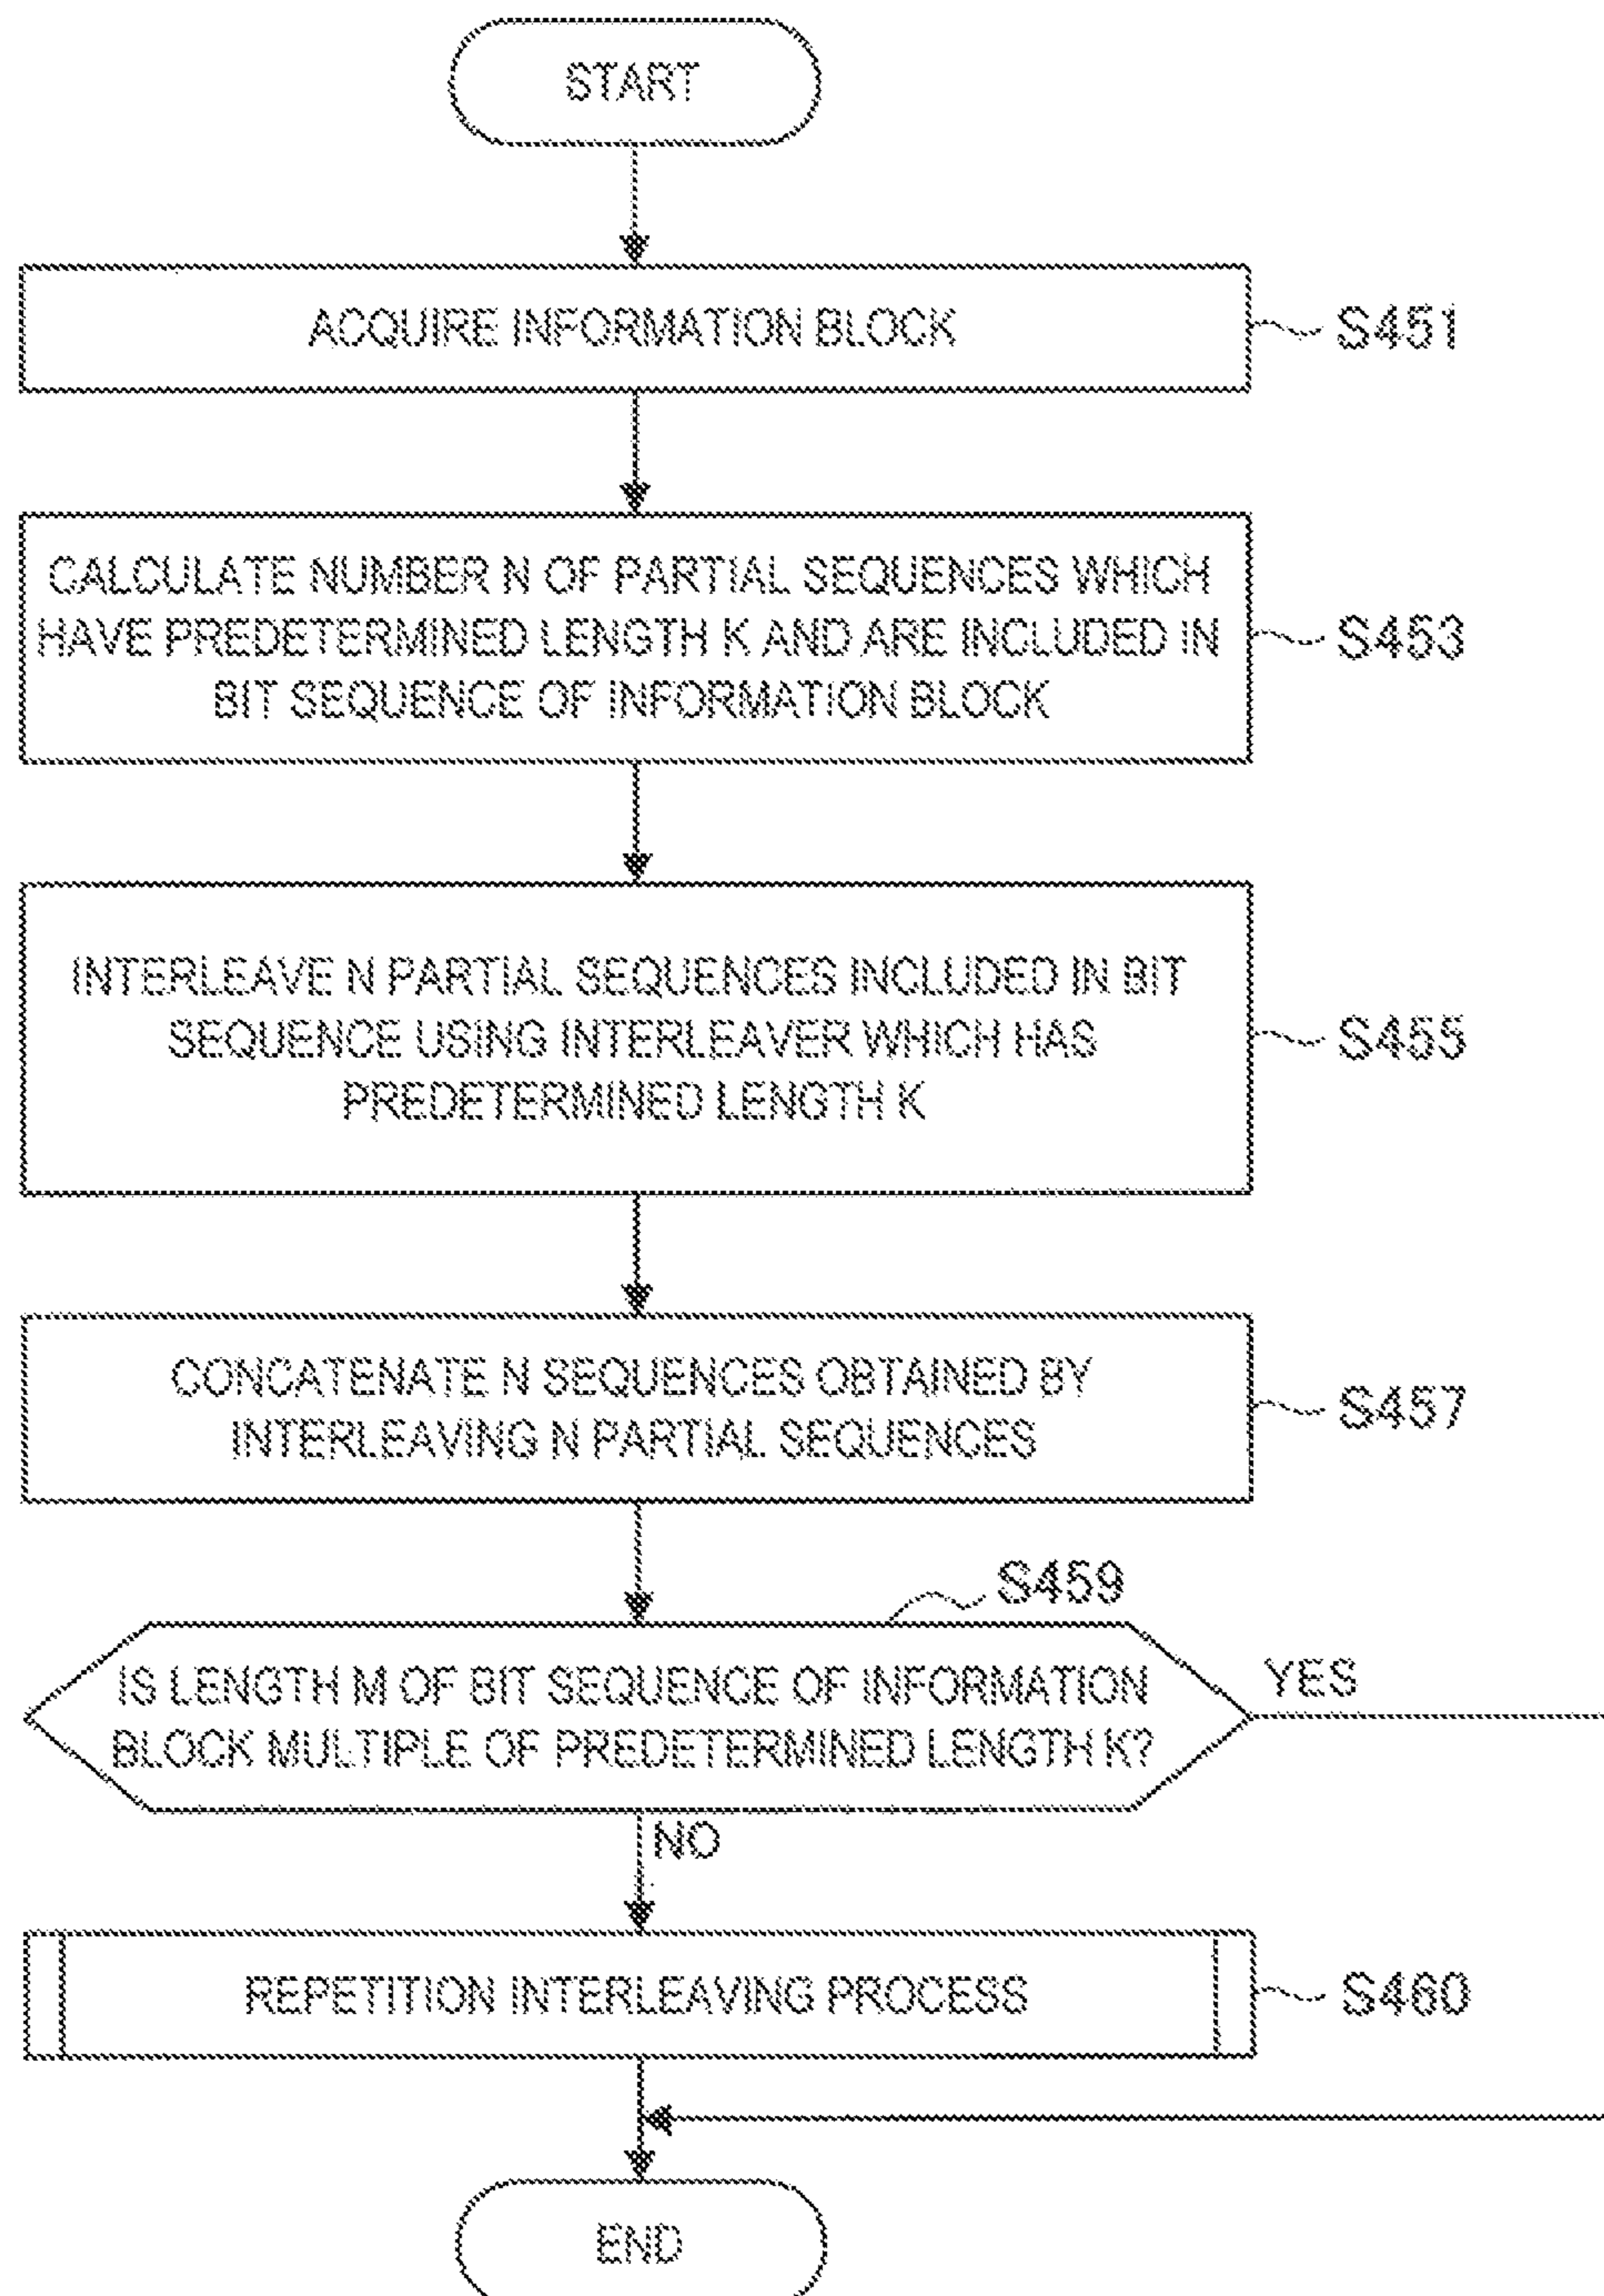 START
ACQUIRE INFORMATION BLOCK
S451
CALCULATE NUMBER N OF PARTIAL SEQUENCES WHICH
HAVE PREDETERMINED LENGTH K AND ARE INCLUDED IN
BIT SEQUENCE OF INFORMATION BLOCK
S453
INTERLEAVE N PARTIAL SEQUENCES INCLUDED IN BIT
SEQUENCE USING INTERLEAVER WHICH HAS
PREDETERMINED LENGTH K
S455
CONCATENATE N SEQUENCES OBTAINED BY
INTERLEAVING N PARTIAL SEQUENCES
S457
S459
IS LENGTH M OF BIT SEQUENCE OF INFORMATION
BLOCK MULTIPLE OF PREDETERMINED LENGTH K?
YES
NO
REPETITION INTERLEAVING PROCESS
S460
END